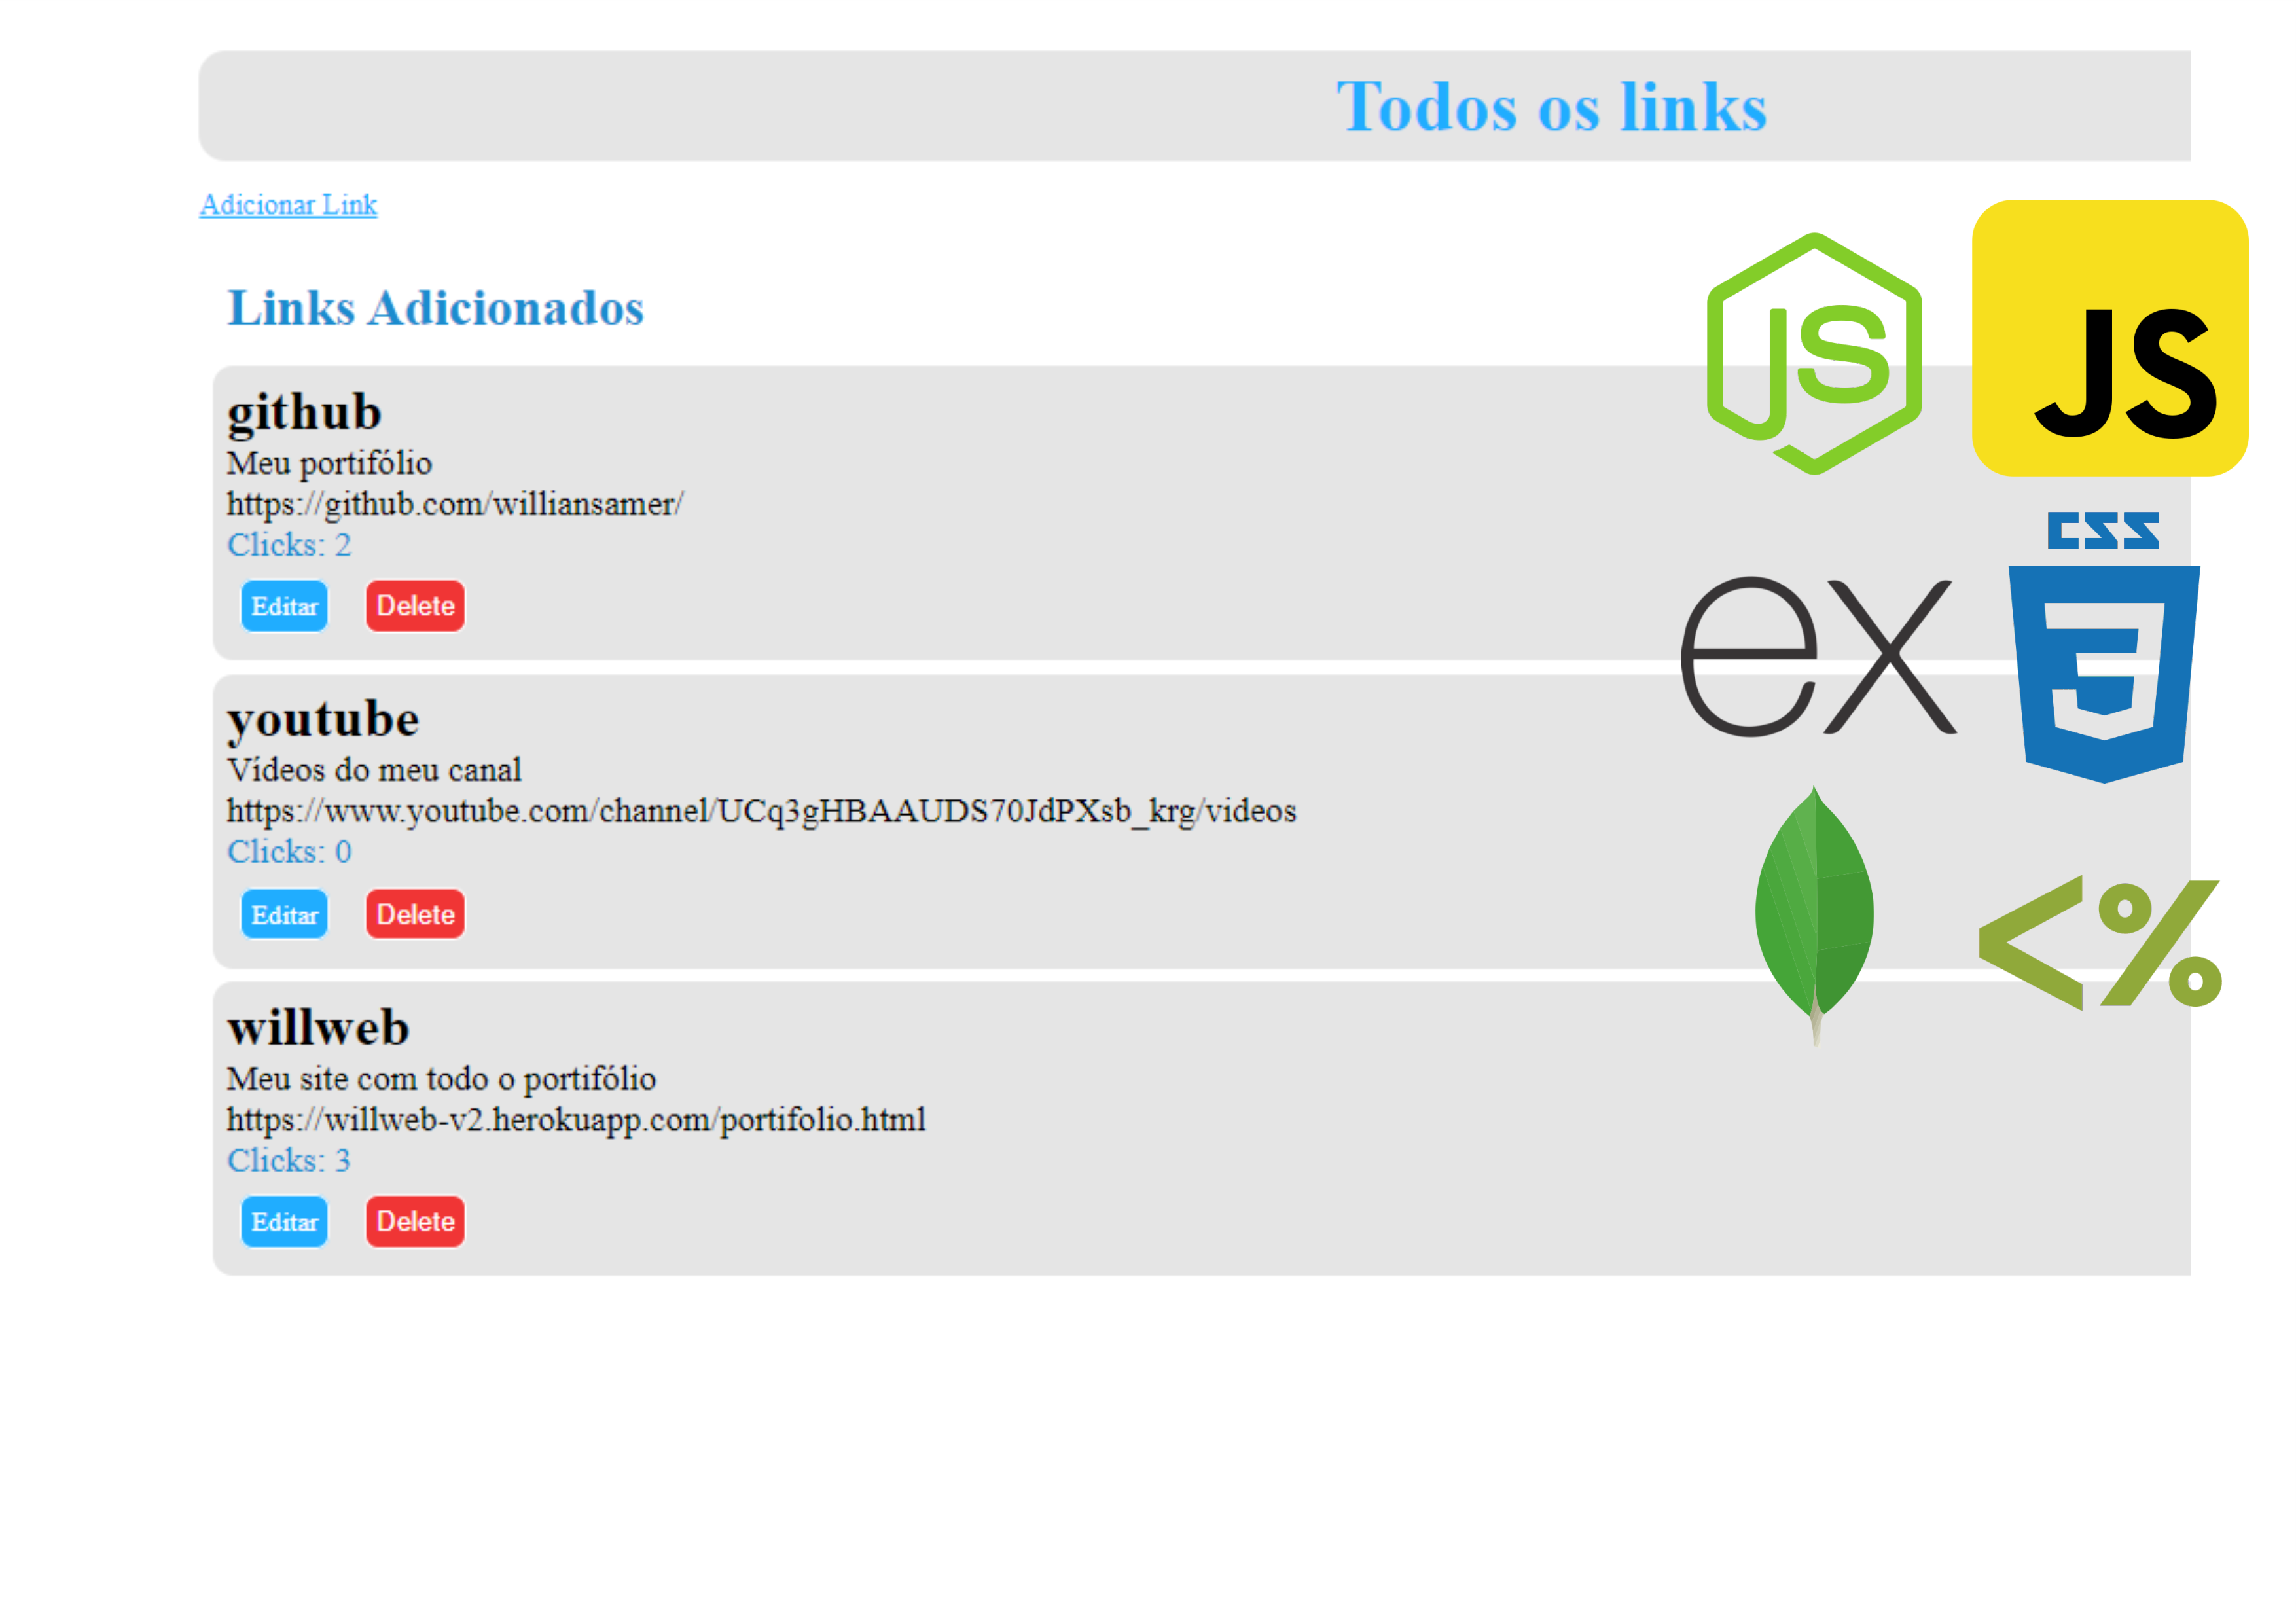 Todos os links
Adicionar Link
Links Adicionados
github
Meu portifólio
https://github.com/williansamer/
Clicks: 2
Editar Delete
youtube
Vídeos do meu canal
https://www.youtube.com/channel/UCq3gHBAAUDS70JdPXsb_krg/videos
Clicks: 0
Editar Delete
willweb
Meu site com todo o portifólio
https://willweb-v2.herokuapp.com/portifolio.html
Clicks: 3
Editar Delete
JS
JS
CSS
ex
<%